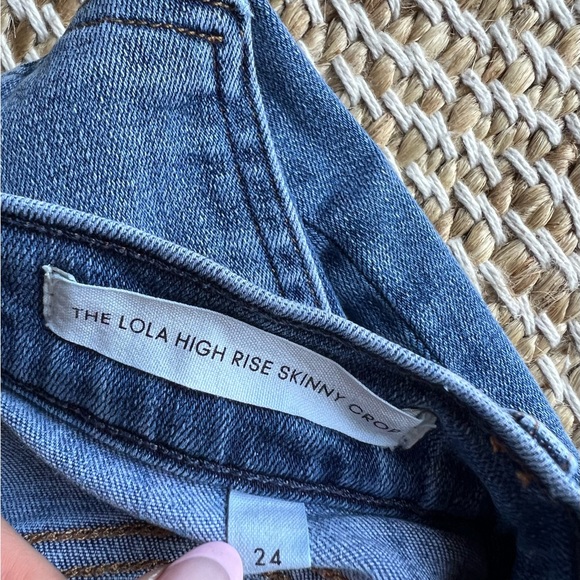 THE LOLA HIGH RISE SKINNY CROP
24